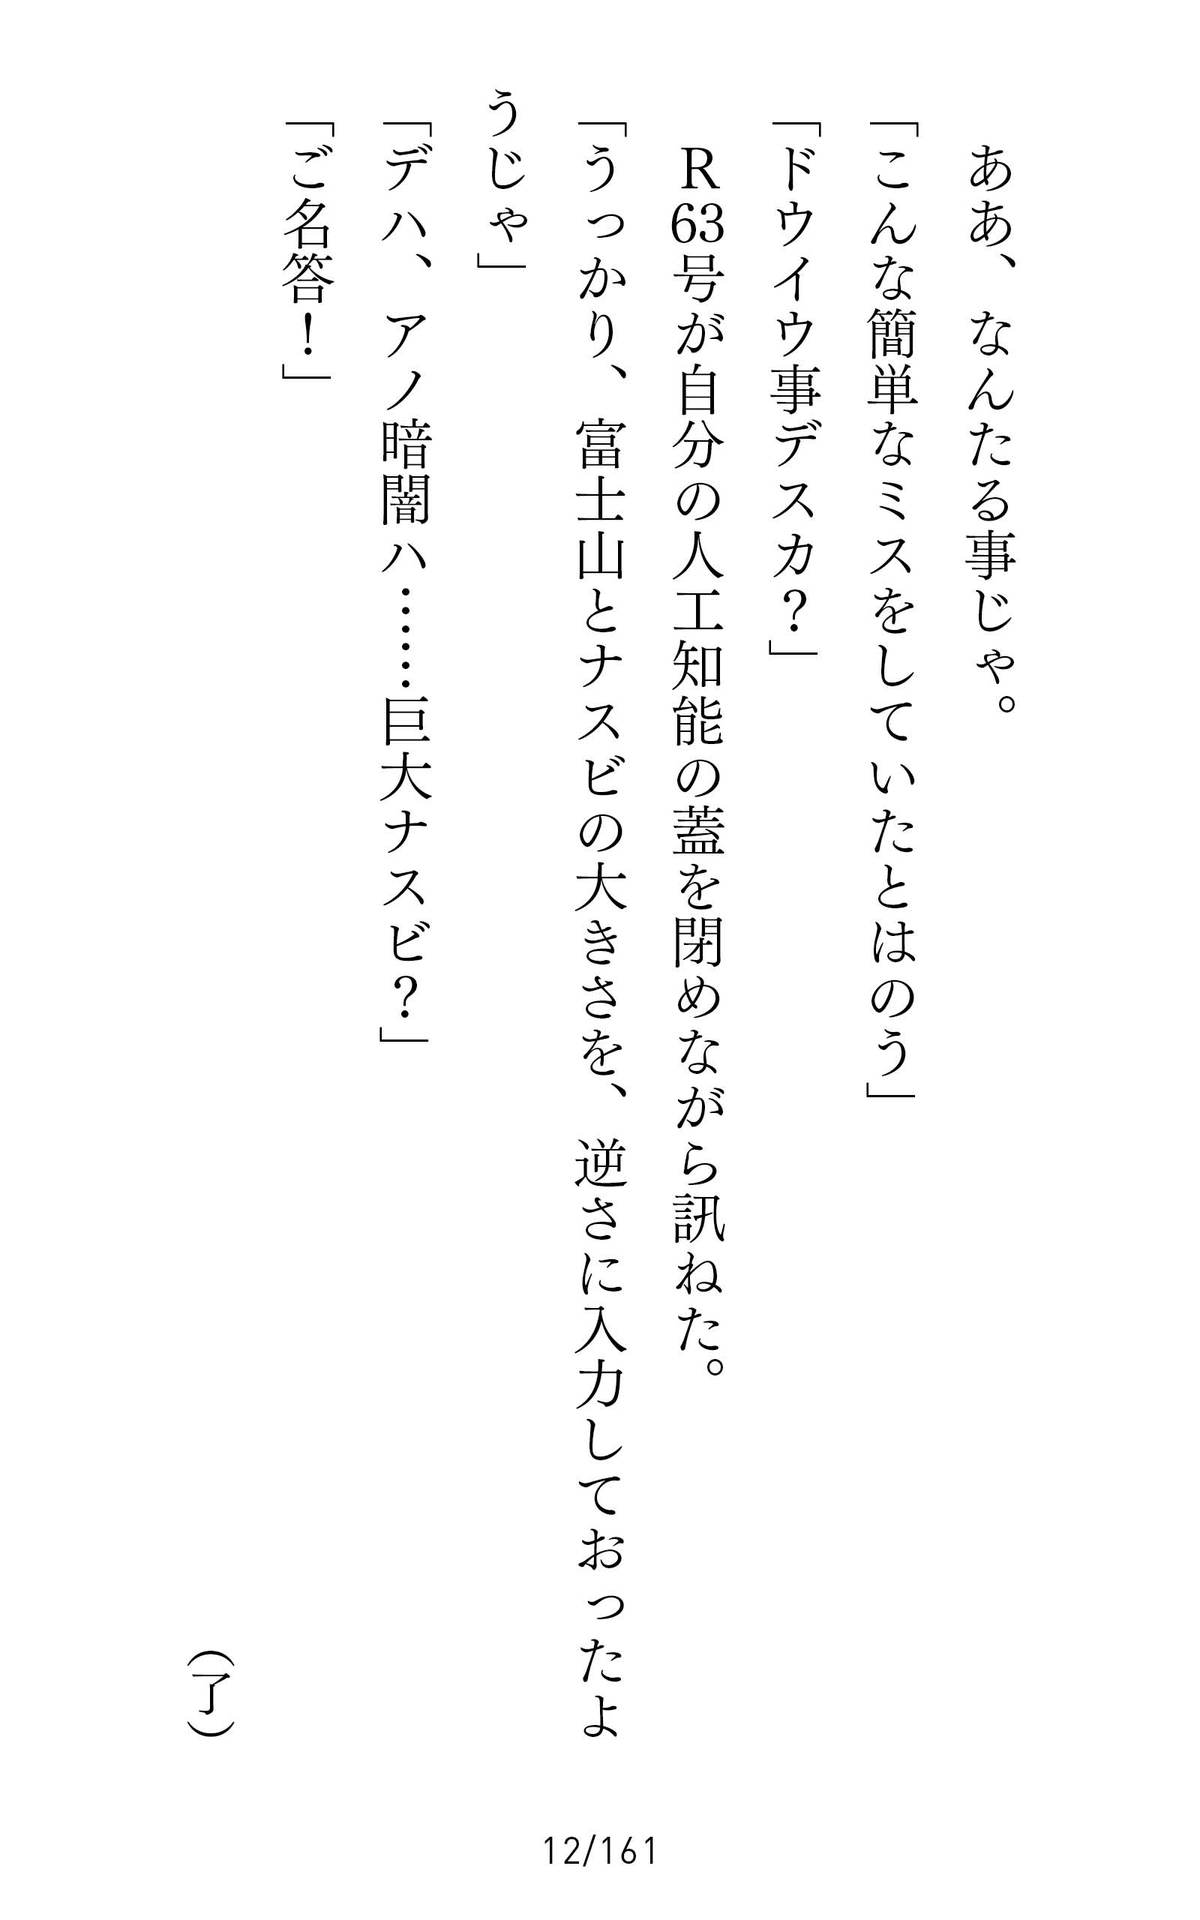 ああ、なんたる事じゃ。
「こんな簡単なミスをしていたとはのう」
「ドウイウ事デスカ？」
　R63号が自分の人工知能の蓋を閉めながら訊ねた。
「うっかり、富士山とナスビの大きさを、逆さに入力しておったよ
うじゃ」
「デハ、アノ暗闇ハ……巨大ナスビ？」
「ご名答！」
（了）
12/161